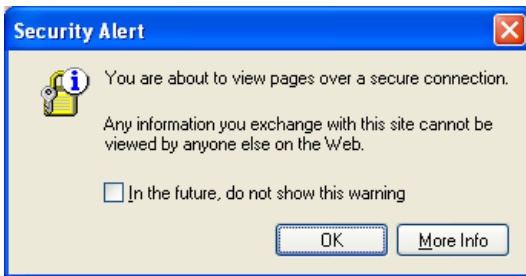 Security Alert
You are about to view pages over a secure connection.
Any information you exchange with this site cannot be
viewed by anyone else on the Web.
In the future, do not show this warning
OK
More Info